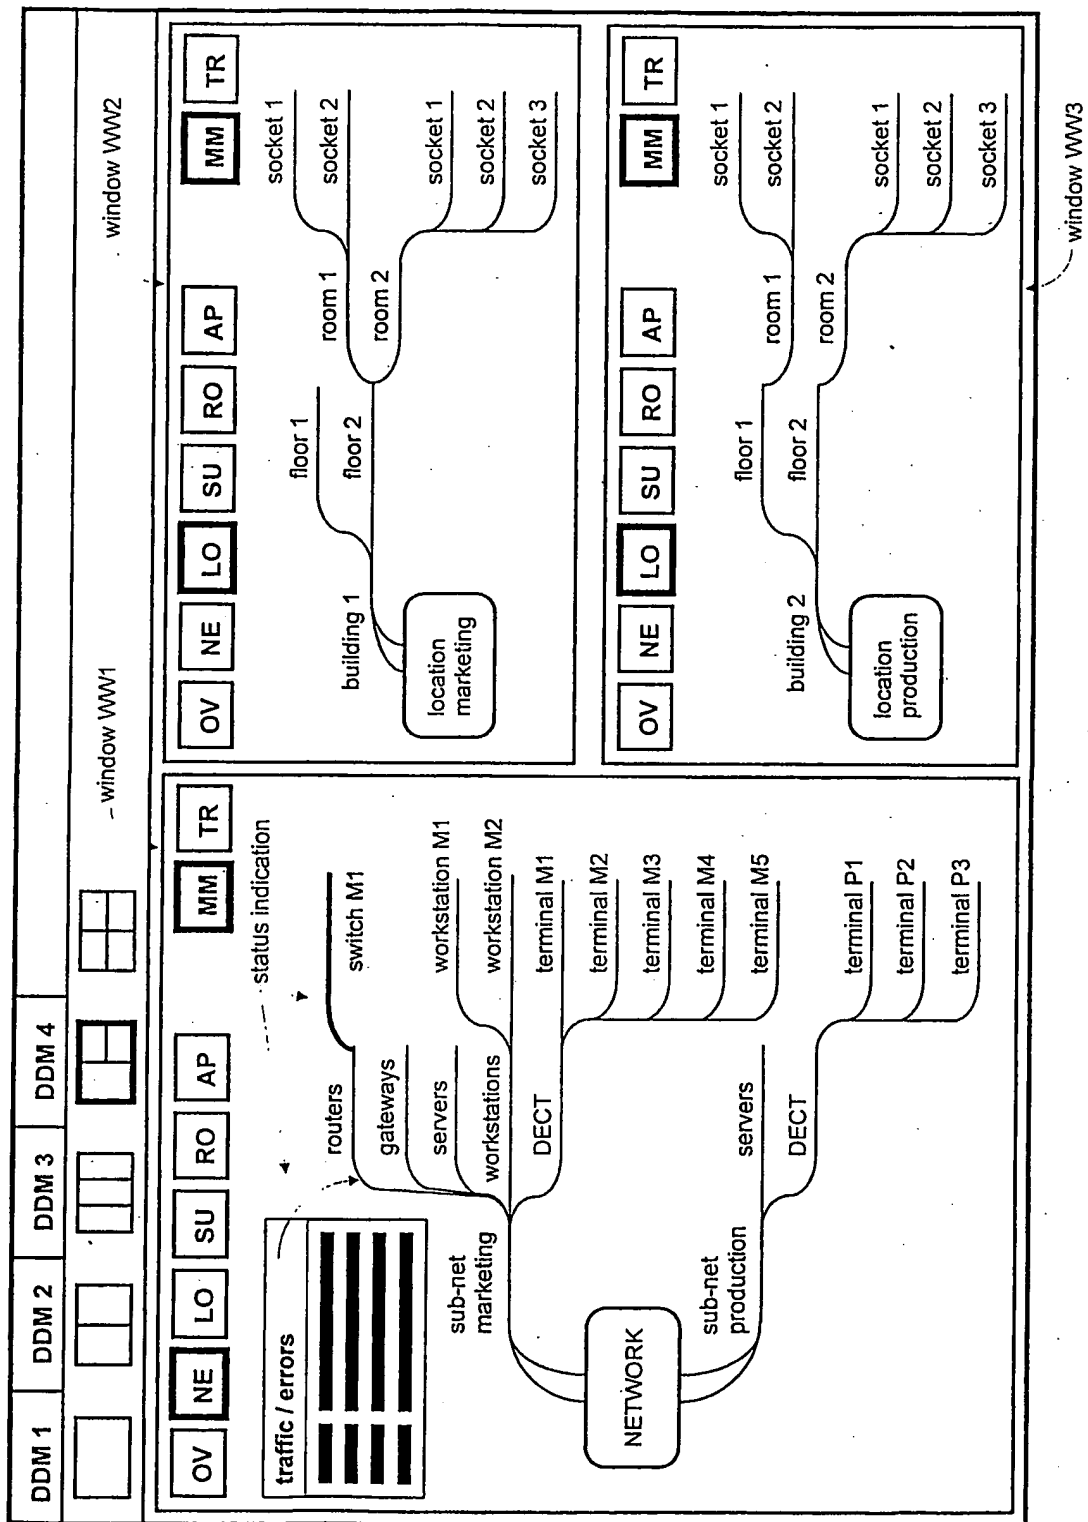 DDM 1
DDM 2
DDM 3
DDM 4
window WW1
window WW2
OV
NE
LO
SU
RO
AP
MM
TR
traffic / errors
status indication
NETWORK
sub-net
marketing
routers
switch M1
gateways
servers
workstations
workstation M1
workstation M2
DECT
terminal M1
terminal M2
terminal M3
terminal M4
terminal M5
sub-net
production
servers
DECT
terminal P1
terminal P2
terminal P3
OV
NE
LO
SU
RO
AP
MM
TR
location
marketing
building 1
floor 1
floor 2
room 1
room 2
socket 1
socket 2
socket 1
socket 2
socket 3
OV
NE
LO
SU
RO
AP
MM
TR
location
production
building 2
floor 1
floor 2
room 1
room 2
socket 1
socket 2
socket 1
socket 2
socket 3
window WW3